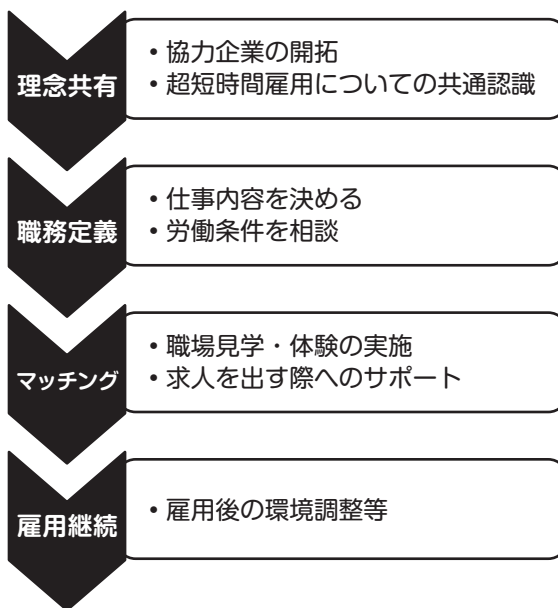 理念共有
・協力企業の開拓
・超短時間雇用についての共通認識
職務定義
・仕事内容を決める
・労働条件を相談
マッチング
・職場見学・体験の実施
・求人を出す際へのサポート
雇用継続
・雇用後の環境調整等